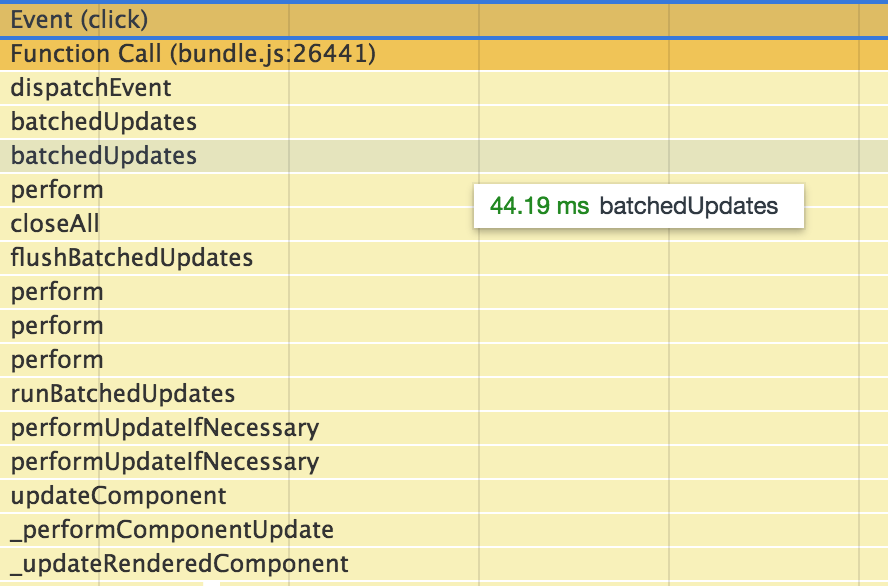 Event (click)
Function Call (bundle.js:26441)
dispatchEvent
batchedUpdates
batchedUpdates
perform
44.19 ms batchedUpdates
closeAll
flushBatchedUpdates
perform
perform
perform
runBatchedUpdates
performUpdateIfNecessary
performUpdateIfNecessary
updateComponent
_performComponentUpdate
_updateRenderedComponent